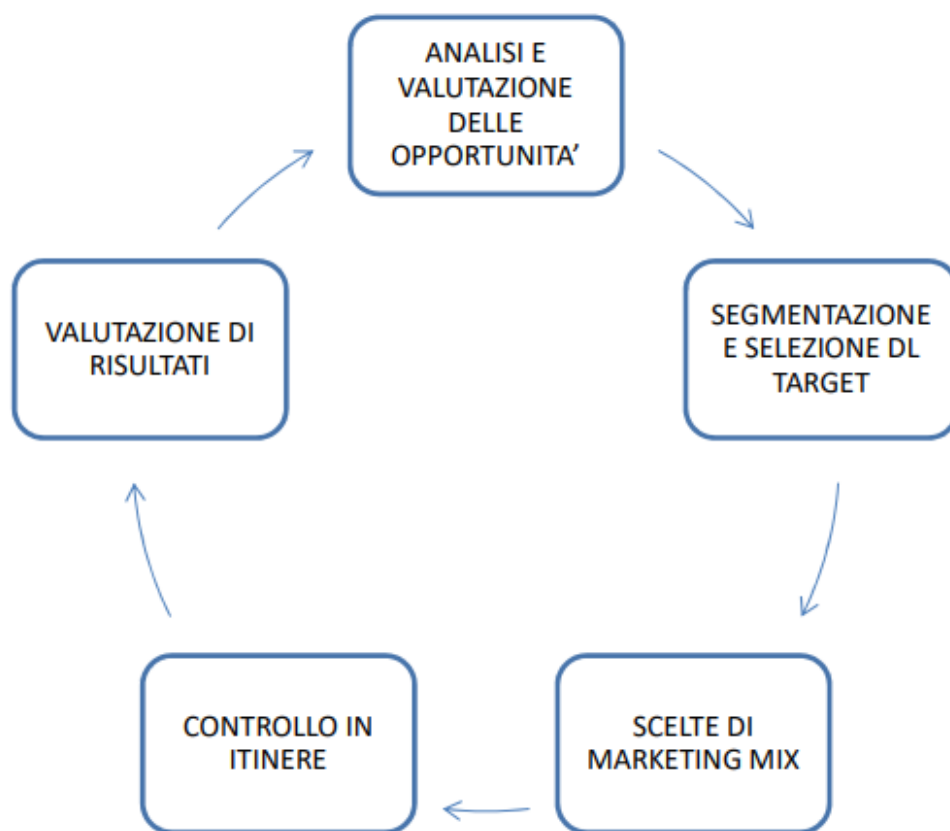 ANALISI E
VALUTAZIONE
DELLE
OPPORTUNITA’
SEGMENTAZIONE
E SELEZIONE DL
TARGET
SCELTE DI
MARKETING MIX
CONTROLLO IN
ITINERE
VALUTAZIONE DI
RISULTATI